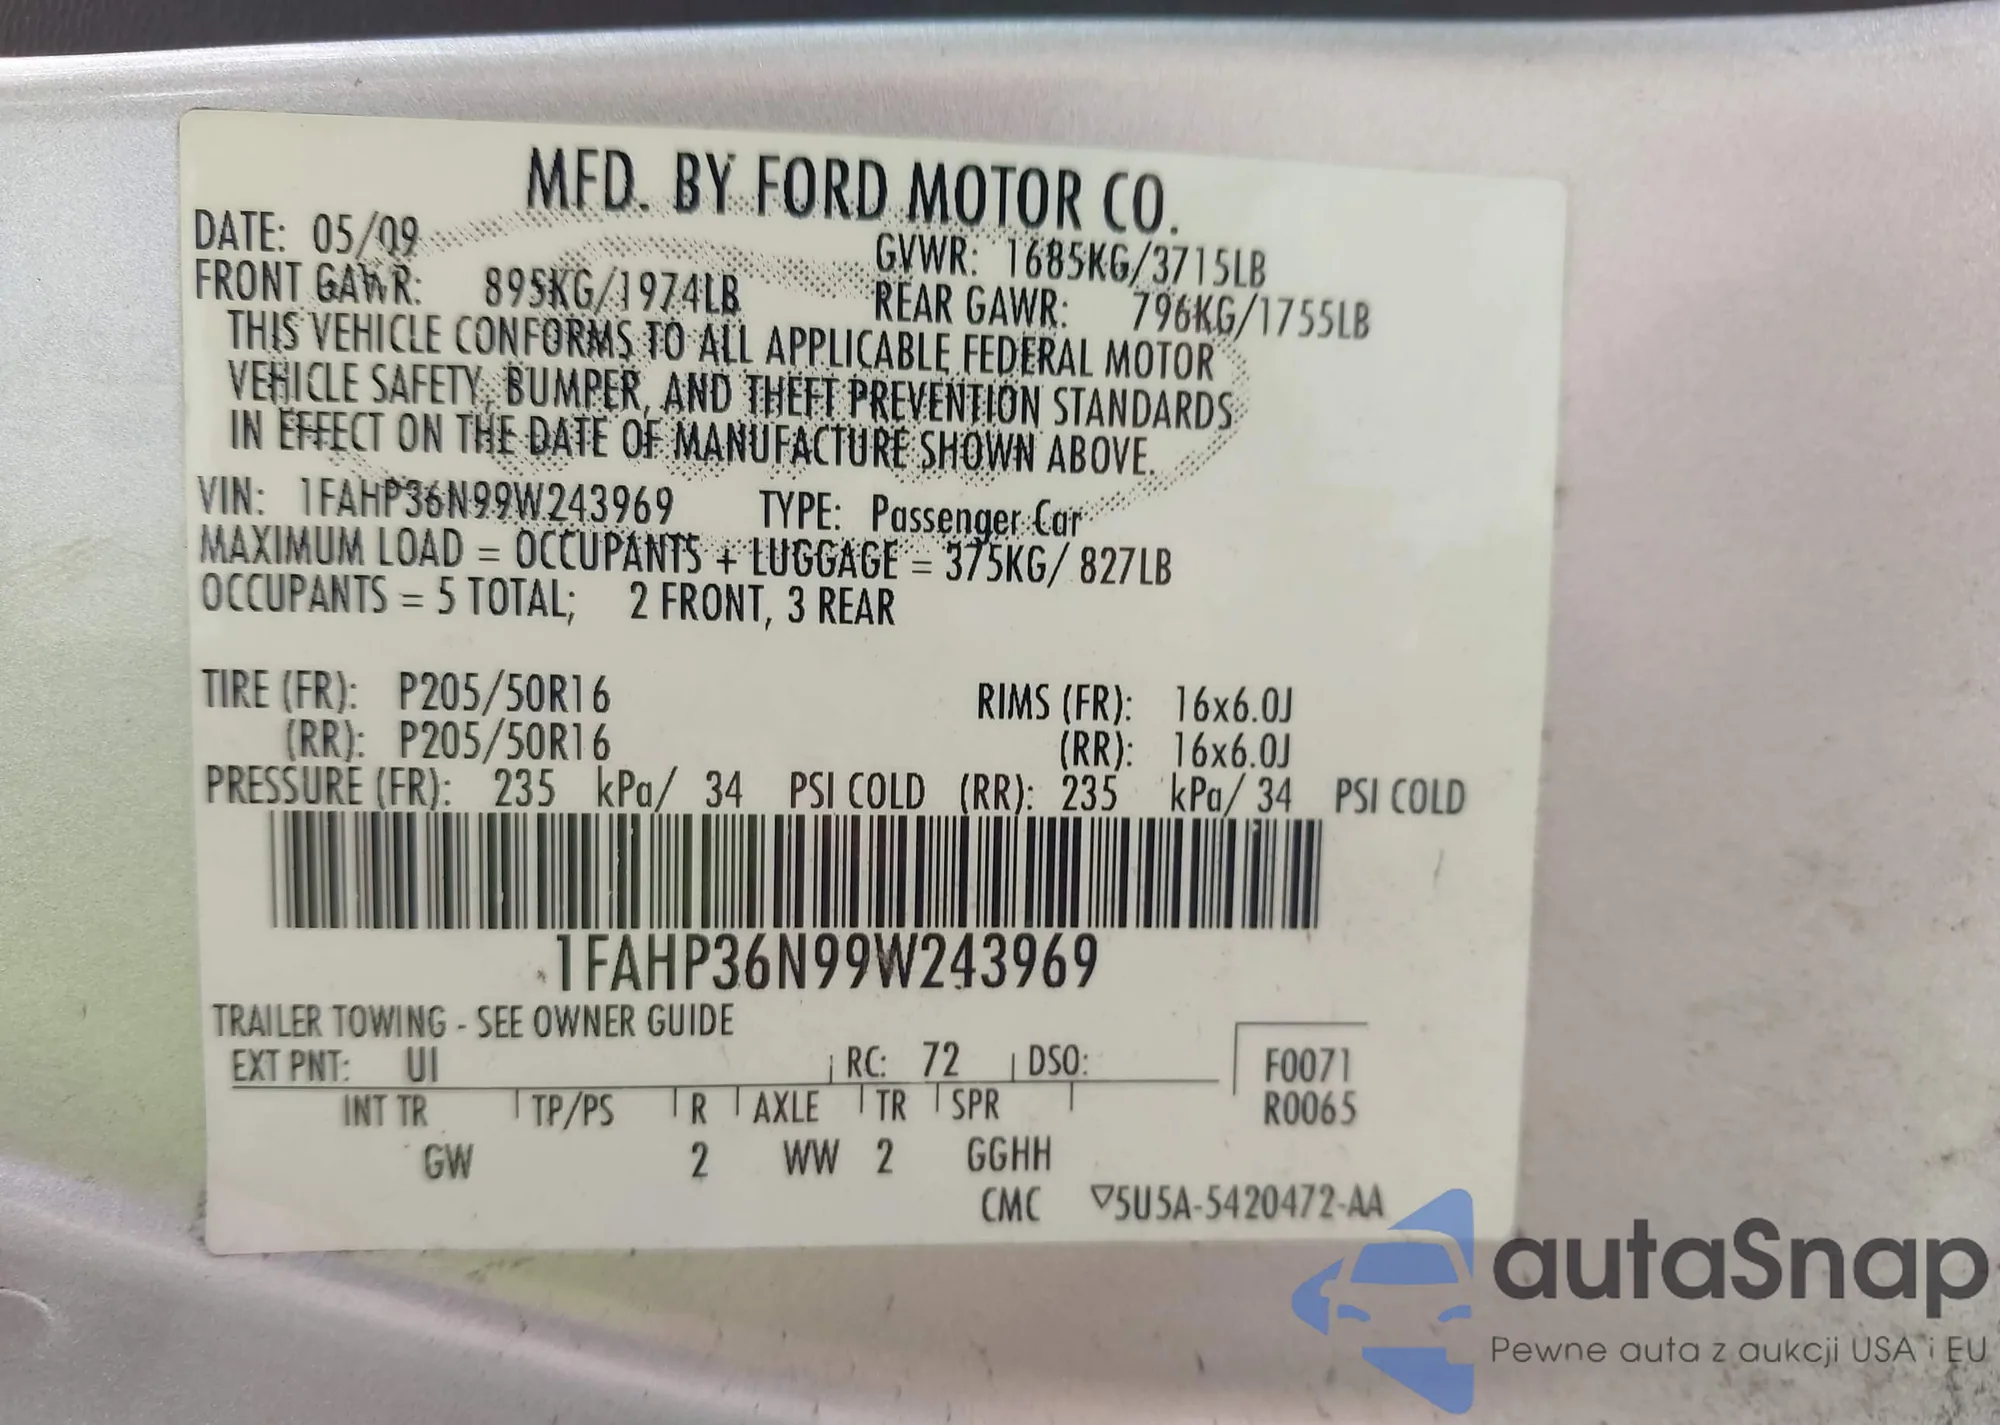 MFD. BY FORD MOTOR CO.
DATE: 05/09
GVWR: 1685KG/3715LB
FRONT GAWR: 895KG/1974LB
REAR GAWR: 796KG/1755LB
THIS VEHICLE CONFORMS TO ALL APPLICABLE FEDERAL MOTOR
VEHICLE SAFETY, BUMPER, AND THEFT PREVENTION STANDARDS
IN EFFECT ON THE DATE OF MANUFACTURE SHOWN ABOVE.
VIN: 1FAHP36N99W243969 TYPE: Passenger Car
MAXIMUM LOAD = OCCUPANTS + LUGGAGE = 375KG/ 827LB
OCCUPANTS = 5 TOTAL; 2 FRONT, 3 REAR
TIRE (FR): P205/50R16 RIMS (FR): 16x6.0J
(RR): P205/50R16 (RR): 16x6.0J
PRESSURE (FR): 235 kPa/ 34 PSI COLD (RR): 235 kPa/ 34 PSI COLD
1FAHP36N99W243969
TRAILER TOWING - SEE OWNER GUIDE
EXT PNT: UI RC: 72 DSO: F0071
INT TR TP/PS R AXLE TR SPR R0065
GW 2 WW 2 GGHH
CMC ▽5U5A-5420472-AA
autaSnap
Pewne auta z aukcji USA i EU